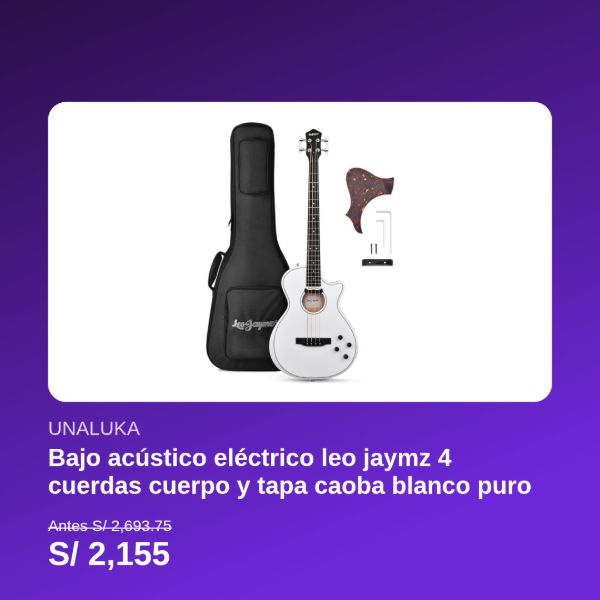 Leo Jaymz
UNALUKA
Bajo acústico eléctrico leo jaymz 4
cuerdas cuerpo y tapa caoba blanco puro
Antes S/ 2,693.75
S/ 2,155